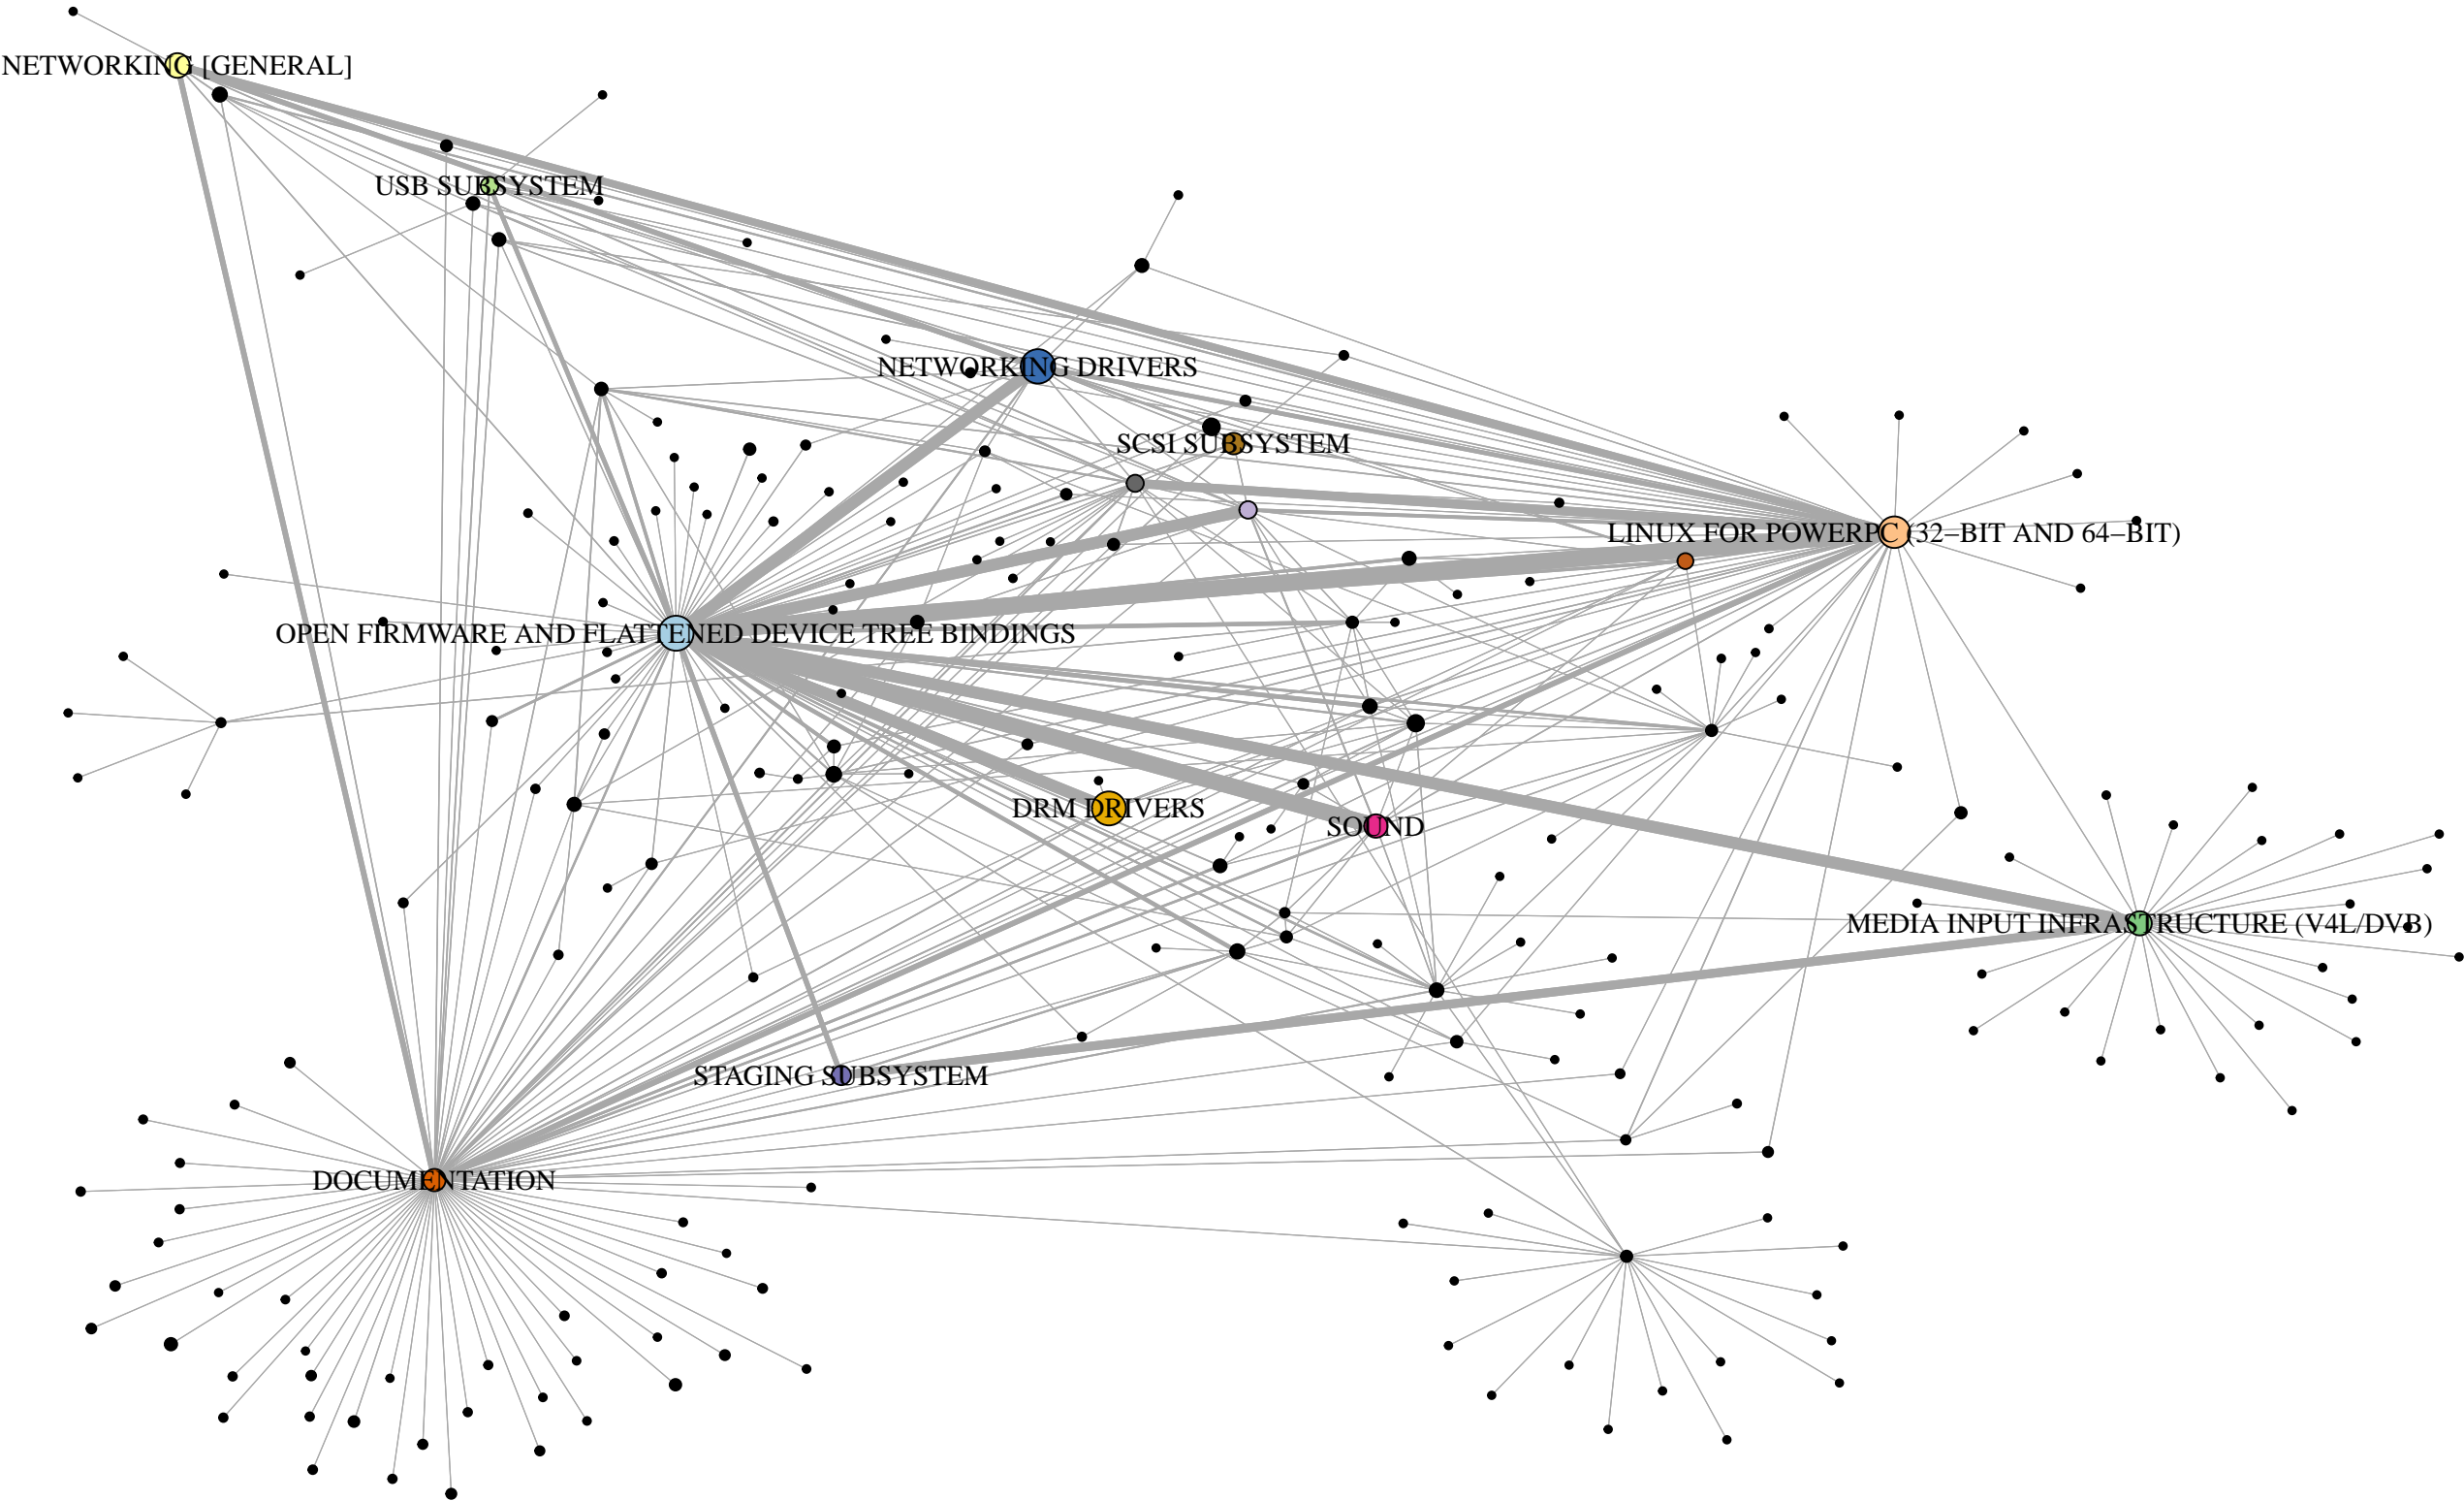 NETWORKING [GENERAL]
USB SUBSYSTEM
NETWORKING DRIVERS
SCSI SUBSYSTEM
LINUX FOR POWERPC (32−BIT AND 64−BIT)
OPEN FIRMWARE AND FLATTENED DEVICE TREE BINDINGS
DRM DRIVERS
SOUND
MEDIA INPUT INFRASTRUCTURE (V4L/DVB)
STAGING SUBSYSTEM
DOCUMENTATION